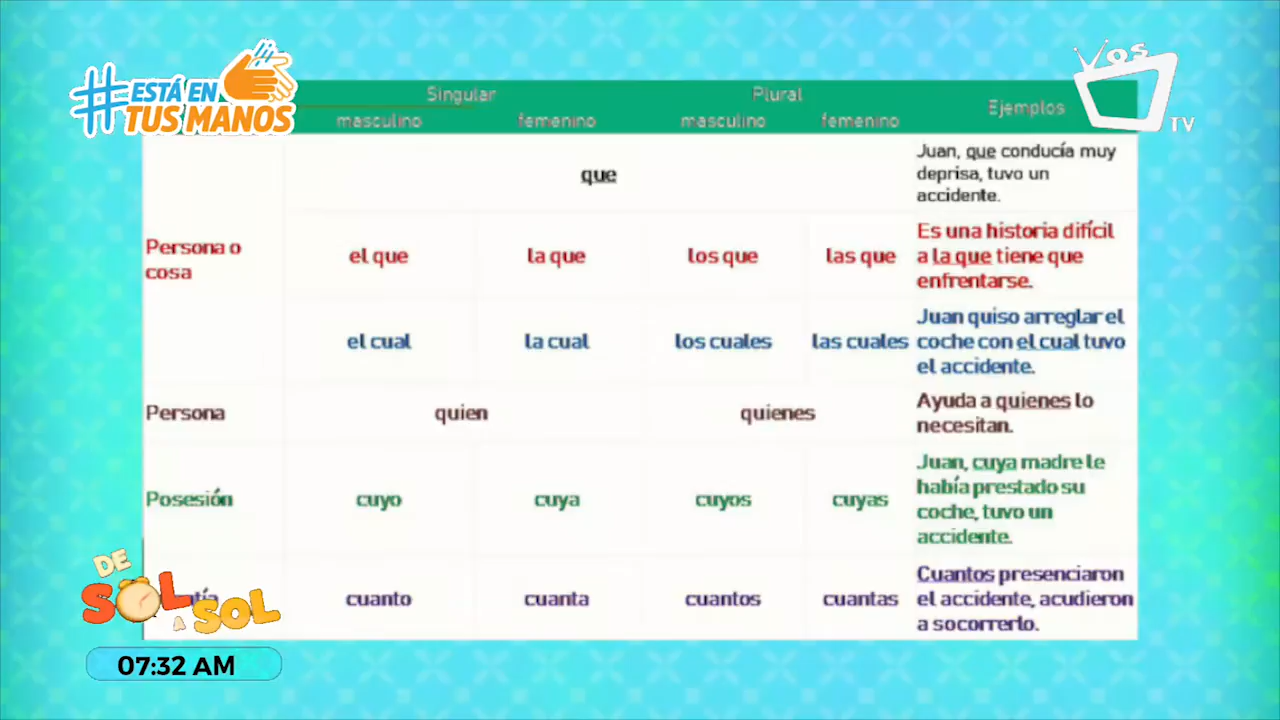 #ESTÁ EN
TUS MANOS
VOS
TV
Singular
Plural
Ejemplos
masculino femenino masculino femenino
que
Juan, que conducía muy
deprisa, tuvo un
accidente.
Persona o
cosa
el que la que los que las que
Es una historia difícil
a la que tiene que
enfrentarse.
el cual la cual los cuales las cuales
Juan quiso arreglar el
coche con el cual tuvo
el accidente.
Persona
quien quienes
Ayuda a quienes lo
necesitan.
Posesión
cuyo cuya cuyos cuyas
Juan, cuya madre le
había prestado su
coche, tuvo un
accidente.
cuanto cuanta cuantos cuantas
Cuantos presenciaron
el accidente, acudieron
a socorrerlo.
DE
SOL
A
SOL
07:32 AM